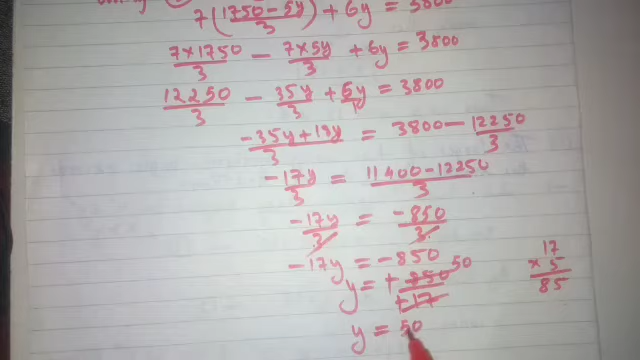 7(1750-5y/3) + 6y = 3800
7×1750/3 - 7×5y/3 + 6y = 3800
12250/3 - 35y/3 + 6y/1 = 3800
-35y+18y/3 = 3800 - 12250/3
-17y/3 = 11400-12250/3
-17y/3 = -850/3
-17y = -850
y = +850/+17 50
y = 50
17
×5
85